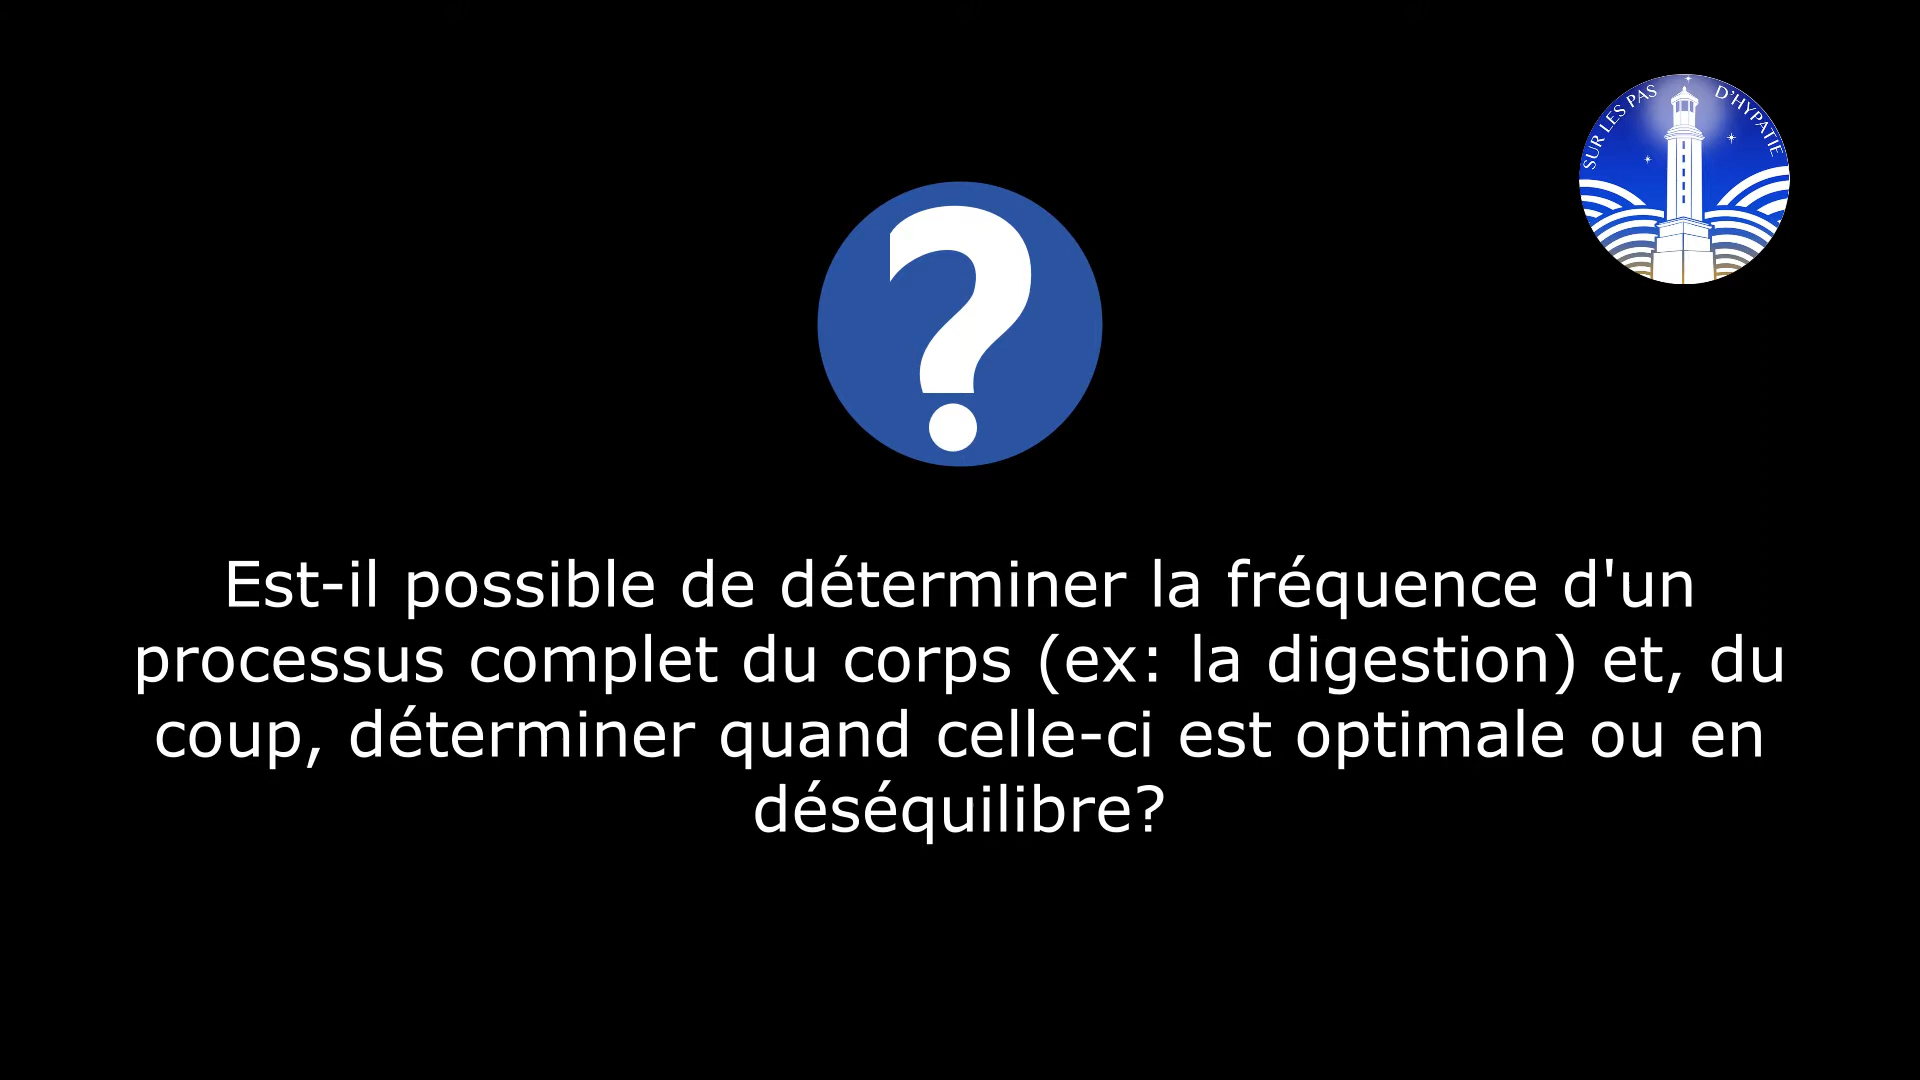 SUR LES PAS D'HYPATIE
?
Est-il possible de déterminer la fréquence d'un
processus complet du corps (ex: la digestion) et, du
coup, déterminer quand celle-ci est optimale ou en
déséquilibre?